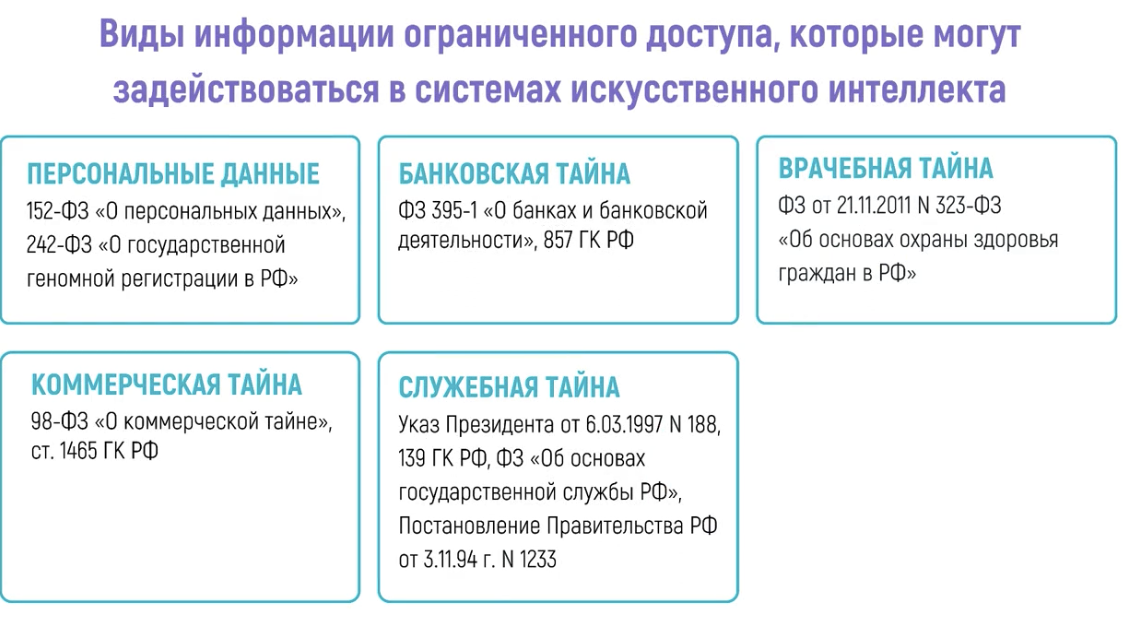 Виды информации ограниченного доступа, которые могут
задействоваться в системах искусственного интеллекта
ПЕРСОНАЛЬНЫЕ ДАННЫЕ
152-ФЗ «О персональных данных»,
242-ФЗ «О государственной
геномной регистрации в РФ»
БАНКОВСКАЯ ТАЙНА
ФЗ 395-1 «О банках и банковской
деятельности», 857 ГК РФ
ВРАЧЕБНАЯ ТАЙНА
ФЗ от 21.11.2011 N 323-ФЗ
«Об основах охраны здоровья
граждан в РФ»
КОММЕРЧЕСКАЯ ТАЙНА
98-ФЗ «О коммерческой тайне»,
ст. 1465 ГК РФ
СЛУЖЕБНАЯ ТАЙНА
Указ Президента от 6.03.1997 N 188,
139 ГК РФ, ФЗ «Об основах
государственной службы РФ»,
Постановление Правительства РФ
от 3.11.94 г. N 1233